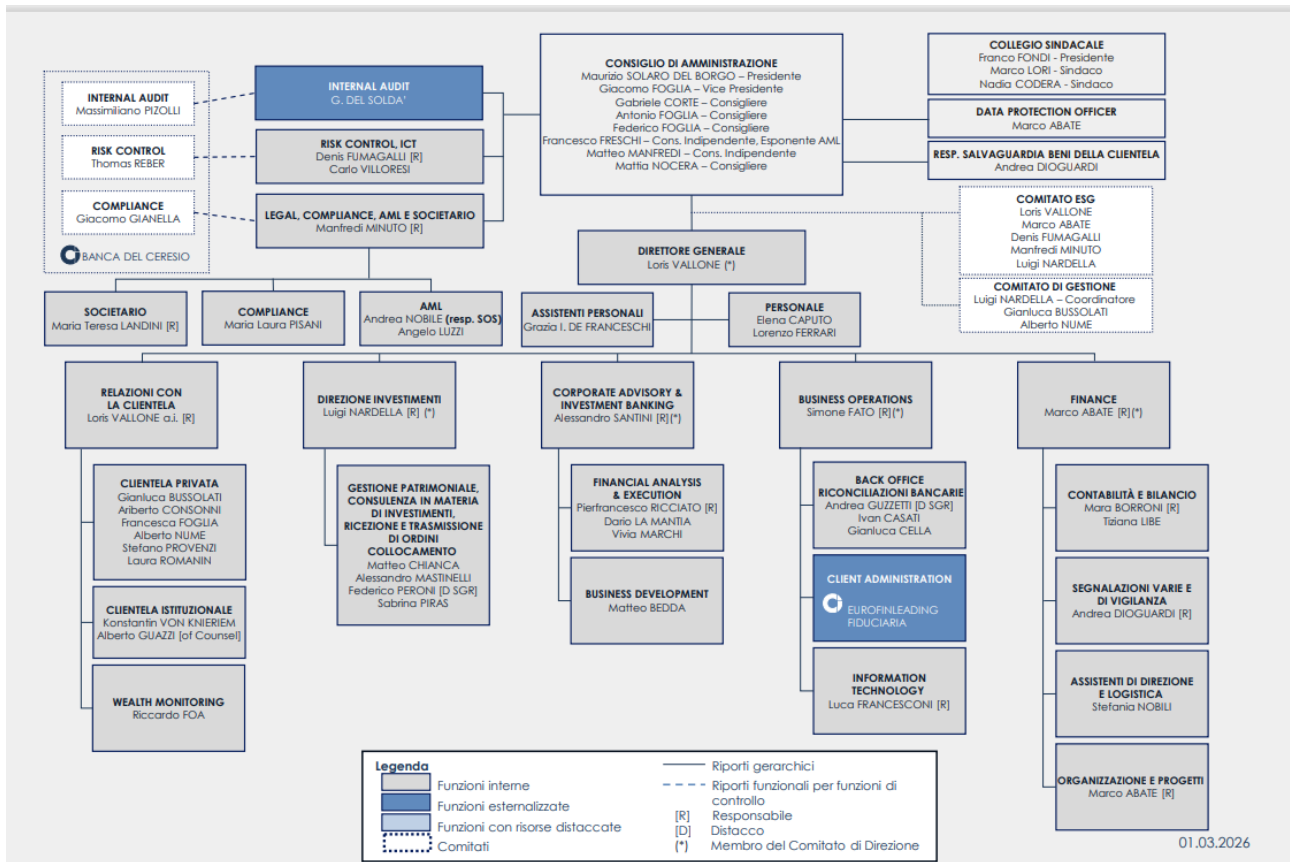 CONSIGLIO DI AMMINISTRAZIONE
Maurizio SOLARO DEL BORGO – Presidente
Giacomo FOGLIA – Vice Presidente
Gabriele CORTE – Consigliere
Antonio FOGLIA – Consigliere
Federico FOGLIA – Consigliere
Francesco FRESCHI – Cons. Indipendente, Esponente AML
Matteo MANFREDI – Cons. Indipendente
Mattia NOCERA – Consigliere
COLLEGIO SINDACALE
Franco FONDI - Presidente
Marco LORI - Sindaco
Nadia CODERA - Sindaco
DATA PROTECTION OFFICER
Marco ABATE
RESP. SALVAGUARDIA BENI DELLA CLIENTELA
Andrea DIOGUARDI
INTERNAL AUDIT
Massimiliano PIZOLLI
RISK CONTROL
Thomas REBER
COMPLIANCE
Giacomo GIANELLA
BANCA DEL CERESIO
INTERNAL AUDIT
G. DEL SOLDA'
RISK CONTROL, ICT
Denis FUMAGALLI [R]
Carlo VILLORESI
LEGAL, COMPLIANCE, AML E SOCIETARIO
Manfredi MINUTO [R]
COMITATO ESG
Loris VALLONE
Marco ABATE
Denis FUMAGALLI
Manfredi MINUTO
Luigi NARDELLA
COMITATO DI GESTIONE
Luigi NARDELLA – Coordinatore
Gianluca BUSSOLATI
Alberto NUME
DIRETTORE GENERALE
Loris VALLONE (*)
SOCIETARIO
Maria Teresa LANDINI [R]
COMPLIANCE
Maria Laura PISANI
AML
Andrea NOBILE (resp. SOS)
Angelo LUZZI
ASSISTENTI PERSONALI
Grazia I. DE FRANCESCHI
PERSONALE
Elena CAPUTO
Lorenzo FERRARI
RELAZIONI CON
LA CLIENTELA
Loris VALLONE a.i. [R]
DIREZIONE INVESTIMENTI
Luigi NARDELLA [R] (*)
CORPORATE ADVISORY &
INVESTMENT BANKING
Alessandro SANTINI [R](*)
BUSINESS OPERATIONS
Simone FATO [R](*)
FINANCE
Marco ABATE [R](*)
CLIENTELA PRIVATA
Gianluca BUSSOLATI
Ariberto CONSONNI
Francesca FOGLIA
Alberto NUME
Stefano PROVENZI
Laura ROMANIN
CLIENTELA ISTITUZIONALE
Konstantin VON KNIERIEM
Alberto GUAZZI [of Counsel]
WEALTH MONITORING
Riccardo FOA
GESTIONE PATRIMONIALE,
CONSULENZA IN MATERIA
DI INVESTIMENTI,
RICEZIONE E TRASMISSIONE
DI ORDINI
COLLOCAMENTO
Matteo CHIANCA
Alessandro MASTINELLI
Federico PERONI [D SGR]
Sabrina PIRAS
FINANCIAL ANALYSIS
& EXECUTION
Pierfrancesco RICCIATO [R]
Dario LA MANTIA
Vivia MARCHI
BUSINESS DEVELOPMENT
Matteo BEDDA
BACK OFFICE
RICONCILIAZIONI BANCARIE
Andrea GUZZETTI [D SGR]
Ivan CASATI
Gianluca CELLA
CLIENT ADMINISTRATION
EUROFINLEADING
FIDUCIARIA
INFORMATION
TECHNOLOGY
Luca FRANCESCONI [R]
CONTABILITÀ E BILANCIO
Mara BORRONI [R]
Tiziana LIBE
SEGNALAZIONI VARIE E
DI VIGILANZA
Andrea DIOGUARDI [R]
ASSISTENTI DI DIREZIONE
E LOGISTICA
Stefania NOBILI
ORGANIZZAZIONE E PROGETTI
Marco ABATE [R]
Legenda
Funzioni interne
Funzioni esternalizzate
Funzioni con risorse distaccate
Comitati
Riporti gerarchici
Riporti funzionali per funzioni di
controllo
[R] Responsabile
[D] Distacco
(*) Membro del Comitato di Direzione
01.03.2026